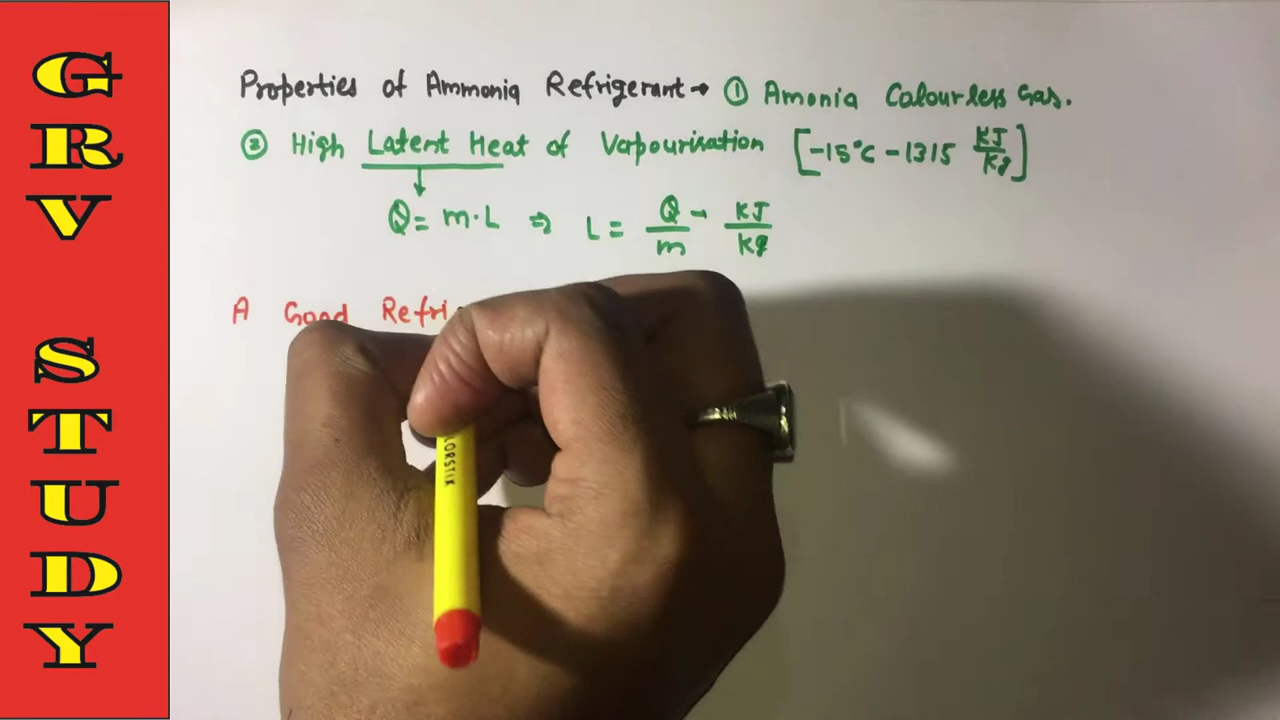 GRV STUDY
Properties of Ammonia Refrigerant → ① Amonia Colourless Gas.
② High Latent Heat of Vapourisation [-15°C - 1315 KJ/Kg]
Q = m·L ⇒ L = Q/m - KJ/kg
A Good Refri
COLORSTIX